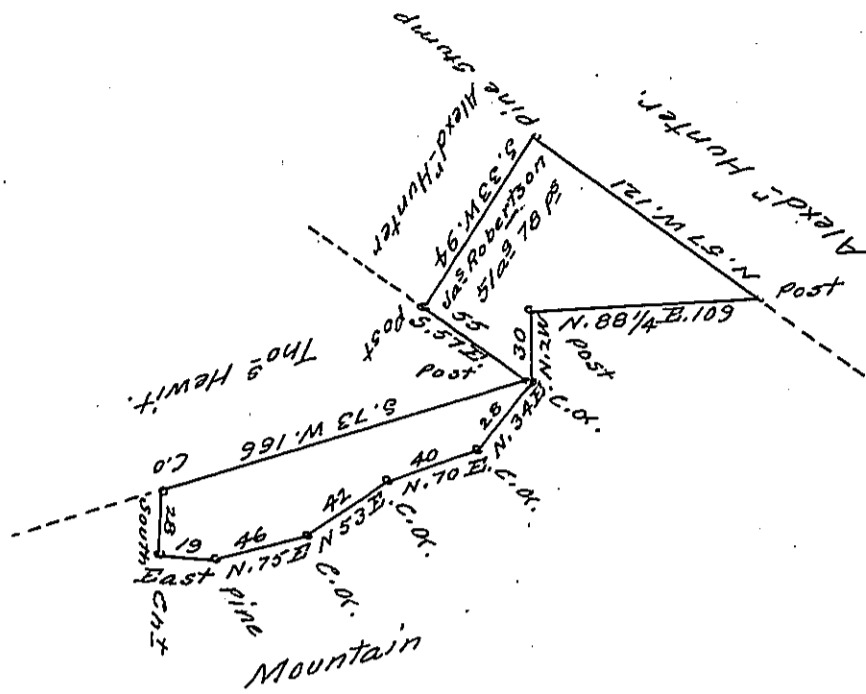 Pine Stump
Alexdr Hunter.
Alexdr Hunter
S. 33 W. 94
Jas Robertson
51as 78 ps
N. 57 W. 121
Post
N. 88 1/4 E. 109
Post
30
N. 2 W
55
S. 57 E.
Post
Post
Thos Hewit.
S. 73 W. 166
C.O
28
South
Cht
19
East
Pine
46
N. 75 E
C.O.
42
N 53 E.
C.O.
40
N. 70 E.
C.O.
28
N. 34 E.
C.O.
Mountain